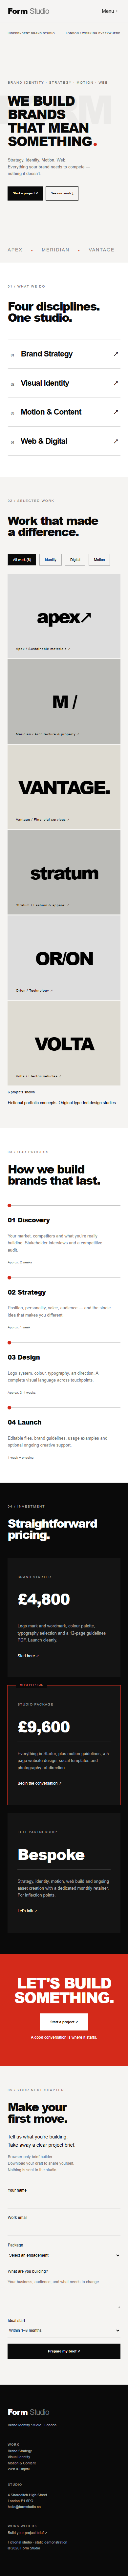 Form Studio
Menu +
INDEPENDENT BRAND STUDIO
LONDON / WORKING EVERYWHERE
BRAND IDENTITY · STRATEGY · MOTION · WEB
WE BUILD
BRANDS
THAT MEAN
SOMETHING.
Strategy. Identity. Motion. Web.
Everything your brand needs to compete —
nothing it doesn't.
Start a project ↗
See our work ↓
APEX
MERIDIAN
VANTAGE
01 / WHAT WE DO
Four disciplines.
One studio.
01 Brand Strategy ↗
02 Visual Identity ↗
03 Motion & Content ↗
04 Web & Digital ↗
02 / SELECTED WORK
Work that made
a difference.
All work (6)
Identity
Digital
Motion
apex↗
Apex / Sustainable materials ↗
M /
Meridian / Architecture & property ↗
VANTAGE.
Vantage / Financial services ↗
stratum
Stratum / Fashion & apparel ↗
OR/ON
Orion / Technology ↗
VOLTA
Volta / Electric vehicles ↗
6 projects shown
Fictional portfolio concepts. Original type-led design studies.
03 / OUR PROCESS
How we build
brands that last.
01 Discovery
Your market, competitors and what you're really
building. Stakeholder interviews and a competitive
audit.
Approx. 2 weeks
02 Strategy
Position, personality, voice, audience — and the single
idea that makes you different.
Approx. 1 week
03 Design
Logo system, colour, typography, art direction. A
complete visual language across touchpoints.
Approx. 3–4 weeks
04 Launch
Editable files, brand guidelines, usage examples and
optional ongoing creative support.
1 week + ongoing
04 / INVESTMENT
Straightforward
pricing.
BRAND STARTER
£4,800
Logo mark and wordmark, colour palette,
typography selection and a 12-page guidelines
PDF. Launch cleanly.
Start here ↗
MOST POPULAR
STUDIO PACKAGE
£9,600
Everything in Starter, plus motion guidelines, a 5-
page website design, social templates and
photography art direction.
Begin the conversation ↗
FULL PARTNERSHIP
Bespoke
Strategy, identity, motion, web build and ongoing
asset creation with a dedicated monthly retainer.
For inflection points.
Let's talk ↗
LET'S BUILD
SOMETHING.
Start a project ↗
A good conversation is where it starts.
05 / YOUR NEXT CHAPTER
Make your
first move.
Tell us what you're building.
Take away a clear project brief.
Browser-only brief builder.
Download your draft to share yourself.
Nothing is sent to the studio.
Your name
Work email
Package
Select an engagement
What are you building?
Your business, audience, and what needs to change...
Ideal start
Within 1–3 months
Prepare my brief ↗
Form Studio
Brand Identity Studio · London
WORK
Brand Strategy
Visual Identity
Motion & Content
Web & Digital
STUDIO
4 Shoreditch High Street
London E1 6PG
hello@formstudio.co
WORK WITH US
Build your project brief ↗
Fictional studio · static demonstration
© 2026 Form Studio